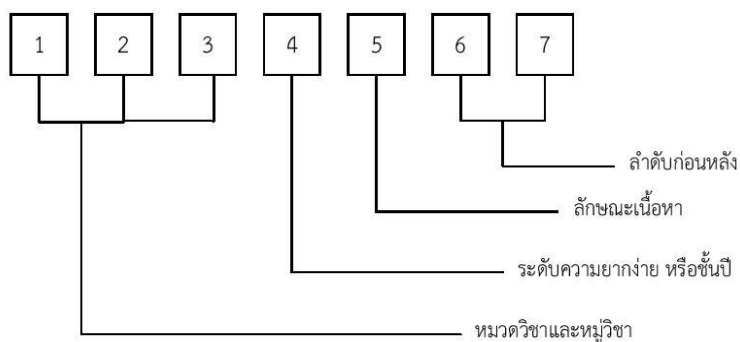 1 2 3 4 5 6 7
ลำดับก่อนหลัง
ลักษณะเนื้อหา
ระดับความยากง่าย หรือชั้นปี
หมวดวิชาและหมู่วิชา